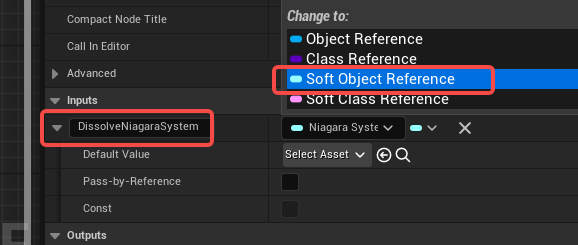 Change to:
Compact Node Title
Object Reference
Call In Editor
Class Reference
Advanced
Soft Object Reference
Inputs
Soft Class Reference
DissolveNiagaraSystem
Niagara Syste
Default Value
Select Asset
Pass-by-Reference
Const
Outputs